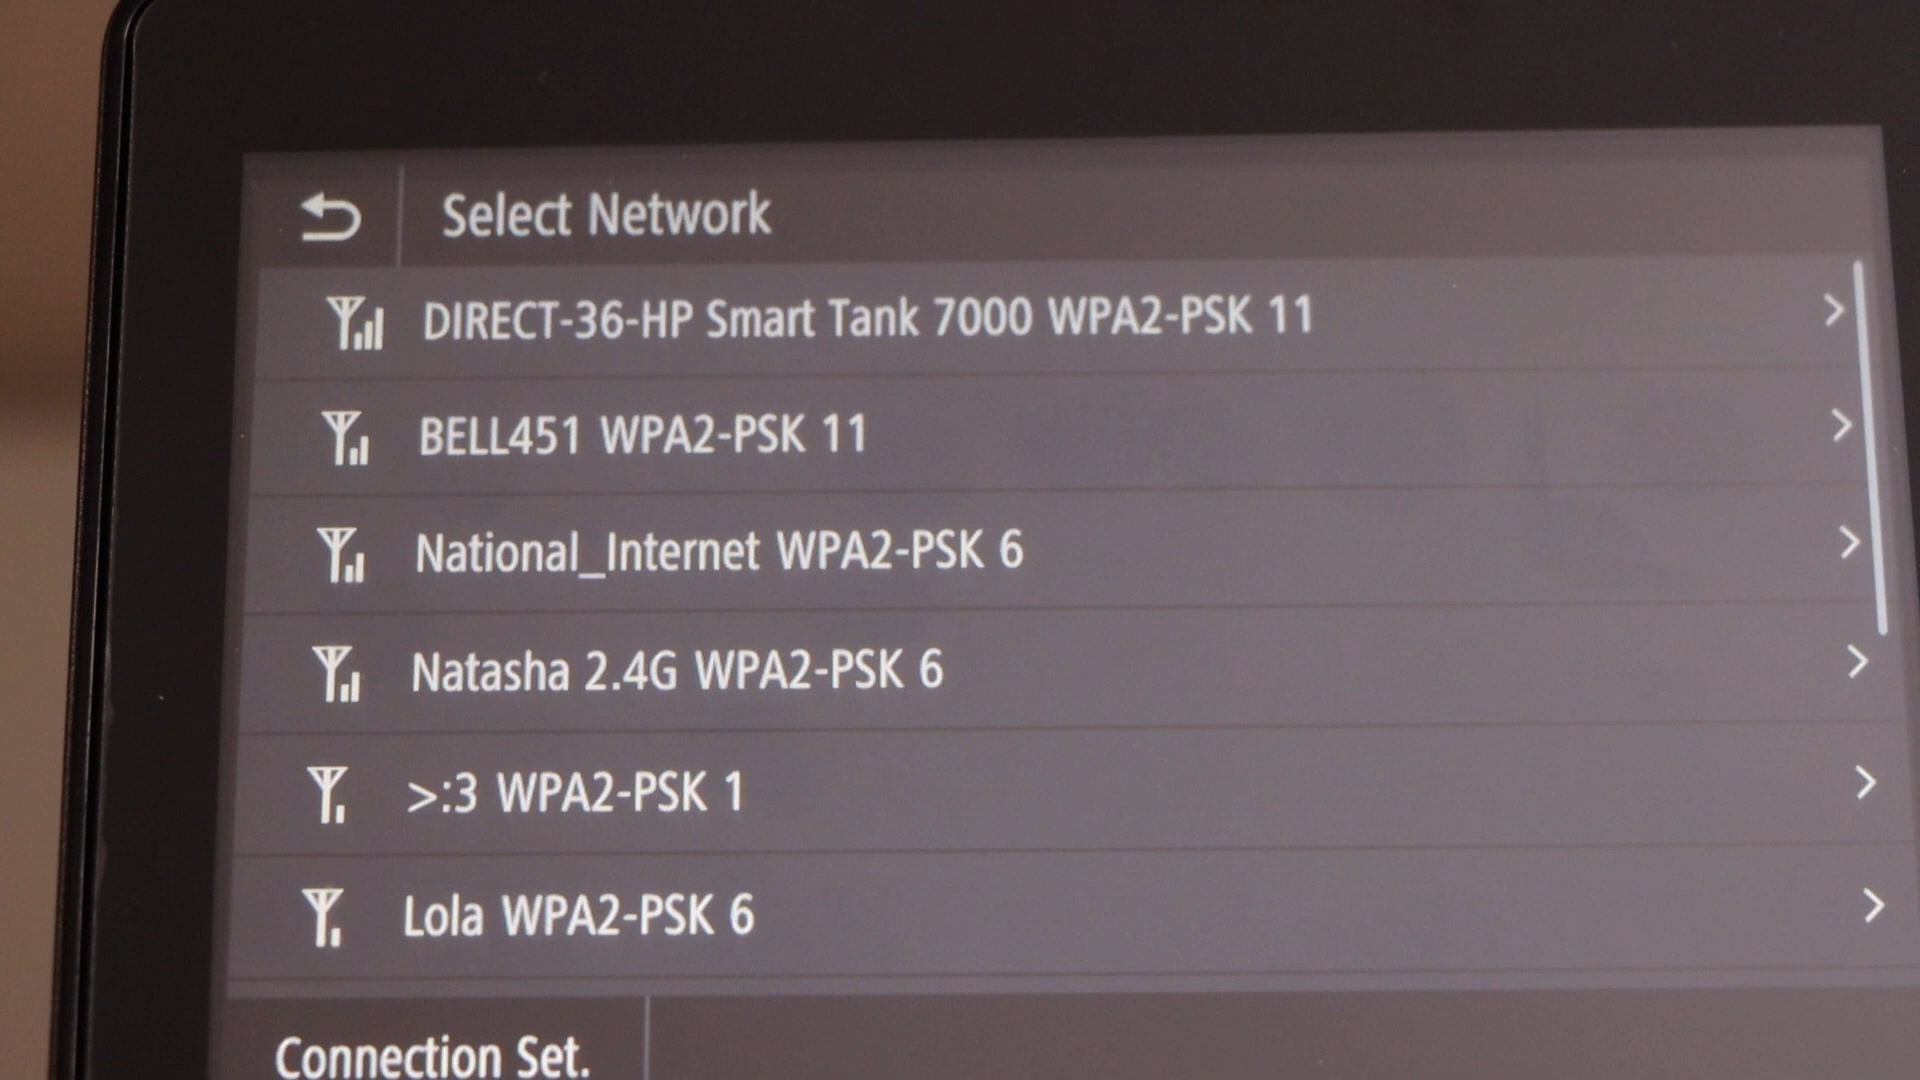 Select Network
DIRECT-36-HP Smart Tank 7000 WPA2-PSK 11
BELL451 WPA2-PSK 11
National_Internet WPA2-PSK 6
Natasha 2.4G WPA2-PSK 6
>:3 WPA2-PSK 1
Lola WPA2-PSK 6
Connection Set.